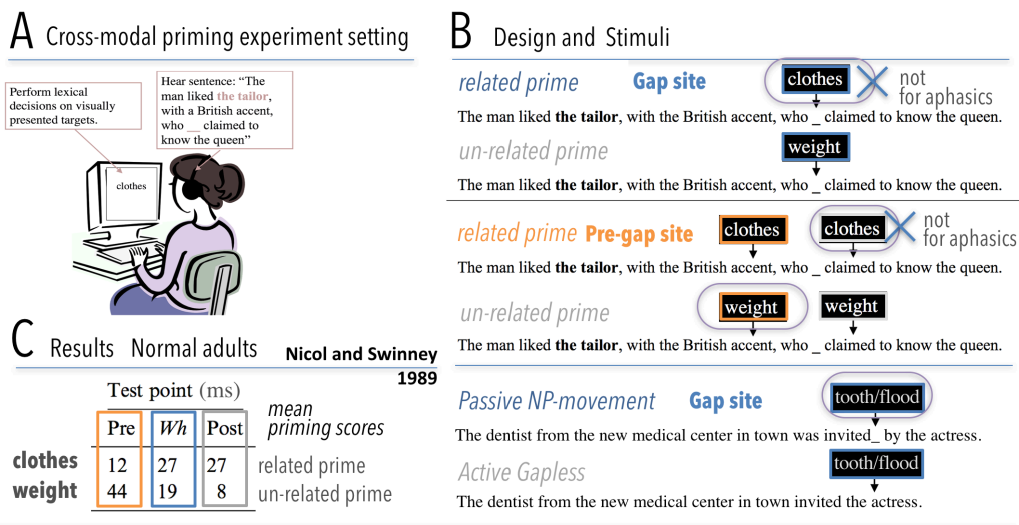 A Cross-modal priming experiment setting
Perform lexical
decisions on visually
presented targets.
Hear sentence: “The
man liked the tailor,
with a British accent,
who __ claimed to
know the queen”
clothes
B Design and Stimuli
related prime Gap site clothes not
for aphasics
The man liked the tailor, with the British accent, who _ claimed to know the queen.
un-related prime weight
The man liked the tailor, with the British accent, who _ claimed to know the queen.
related prime Pre-gap site clothes clothes not
for aphasics
The man liked the tailor, with the British accent, who _ claimed to know the queen.
un-related prime weight weight
The man liked the tailor, with the British accent, who _ claimed to know the queen.
Passive NP-movement Gap site tooth/flood
The dentist from the new medical center in town was invited_ by the actress.
Active Gapless tooth/flood
The dentist from the new medical center in town invited the actress.
C Results Normal adults Nicol and Swinney
1989
Test point (ms)
mean
priming scores
Pre Wh Post
clothes 12 27 27 related prime
weight 44 19 8 un-related prime